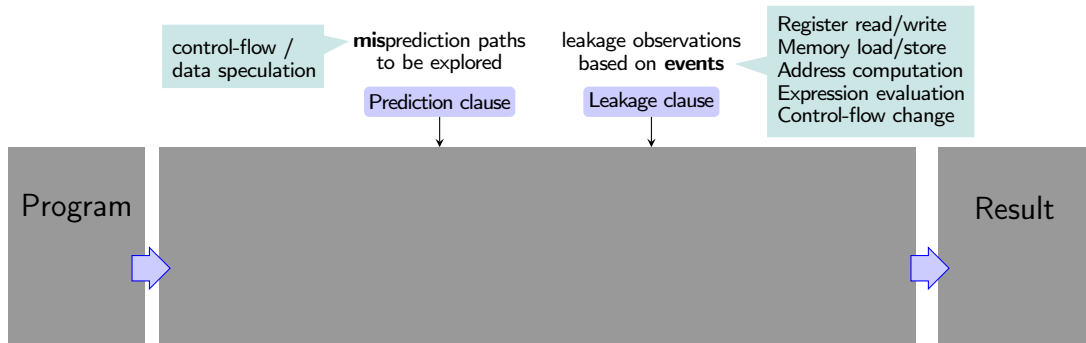 control-flow /
data speculation
misprediction paths
to be explored
Prediction clause
leakage observations
based on events
Leakage clause
Register read/write
Memory load/store
Address computation
Expression evaluation
Control-flow change
Program
Result